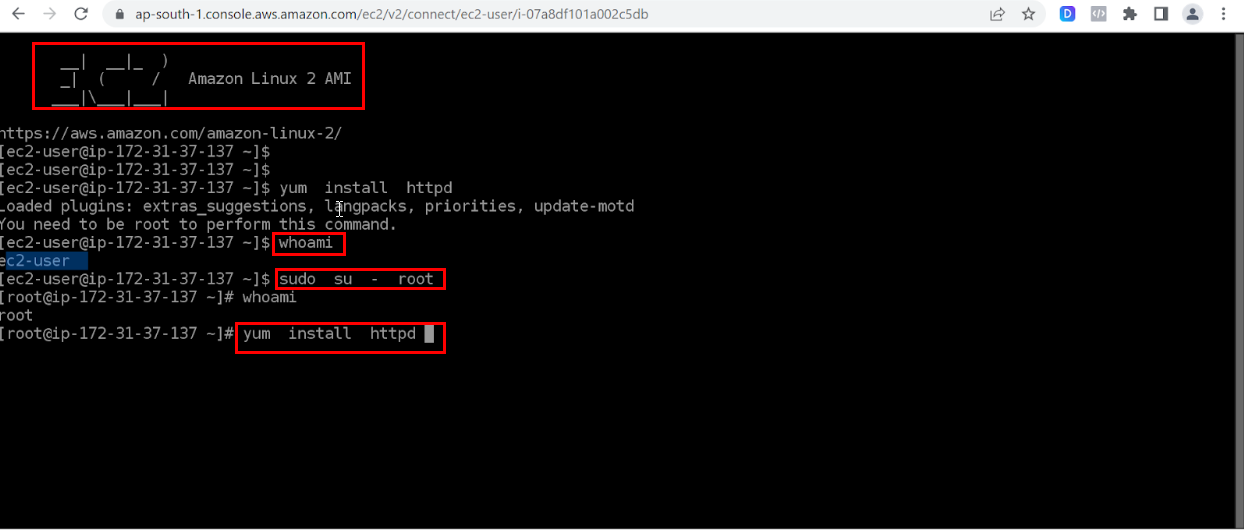 ap-south-1.console.aws.amazon.com/ec2/v2/connect/ec2-user/i-07a8df101a002c5db
D
</>
__|  __|_  )
_|  (     /   Amazon Linux 2 AMI
___|\___|___|
https://aws.amazon.com/amazon-linux-2/
[ec2-user@ip-172-31-37-137 ~]$
[ec2-user@ip-172-31-37-137 ~]$
[ec2-user@ip-172-31-37-137 ~]$ yum  install  httpd
Loaded plugins: extras_suggestions, langpacks, priorities, update-motd
You need to be root to perform this command.
[ec2-user@ip-172-31-37-137 ~]$ whoami
ec2-user
[ec2-user@ip-172-31-37-137 ~]$ sudo  su  -  root
[root@ip-172-31-37-137 ~]# whoami
root
[root@ip-172-31-37-137 ~]# yum  install  httpd